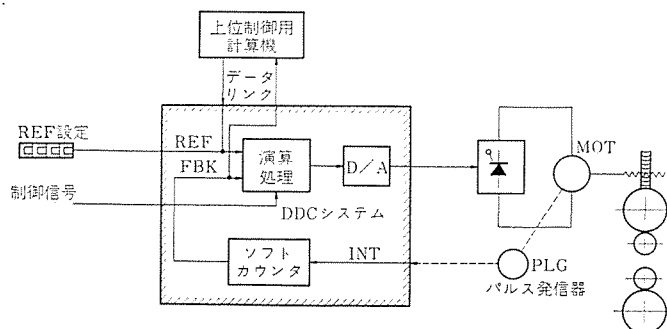 上位制御用
計算機
データ
リンク
REF設定
REF
FBK
演算
処理
D/A
MOT
制御信号
DDCシステム
ソフト
カウンタ
INT
PLG
パルス発信器